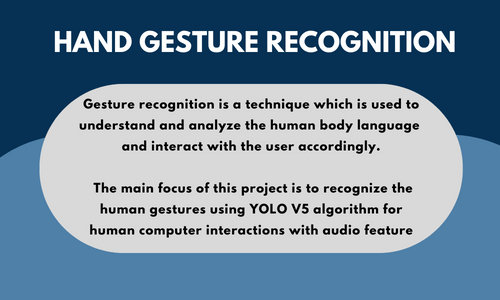 HAND GESTURE RECOGNITION
Gesture recognition is a technique which is used to
understand and analyze the human body language
and interact with the user accordingly.
The main focus of this project is to recognize the
human gestures using YOLO V5 algorithm for
human computer interactions with audio feature